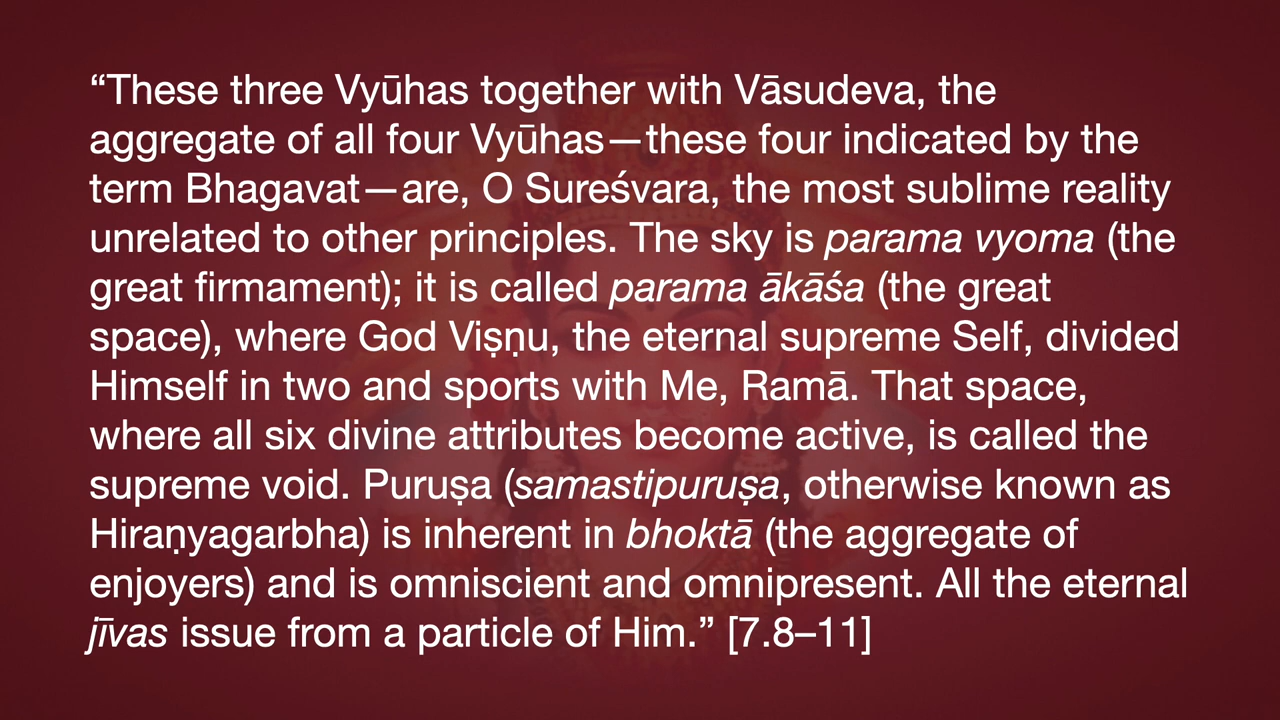 “These three Vyūhas together with Vāsudeva, the
aggregate of all four Vyūhas—these four indicated by the
term Bhagavat—are, O Sureśvara, the most sublime reality
unrelated to other principles. The sky is parama vyoma (the
great firmament); it is called parama ākāśa (the great
space), where God Viṣṇu, the eternal supreme Self, divided
Himself in two and sports with Me, Ramā. That space,
where all six divine attributes become active, is called the
supreme void. Puruṣa (samastipuruṣa, otherwise known as
Hiraṇyagarbha) is inherent in bhoktā (the aggregate of
enjoyers) and is omniscient and omnipresent. All the eternal
jīvas issue from a particle of Him.” [7.8–11]